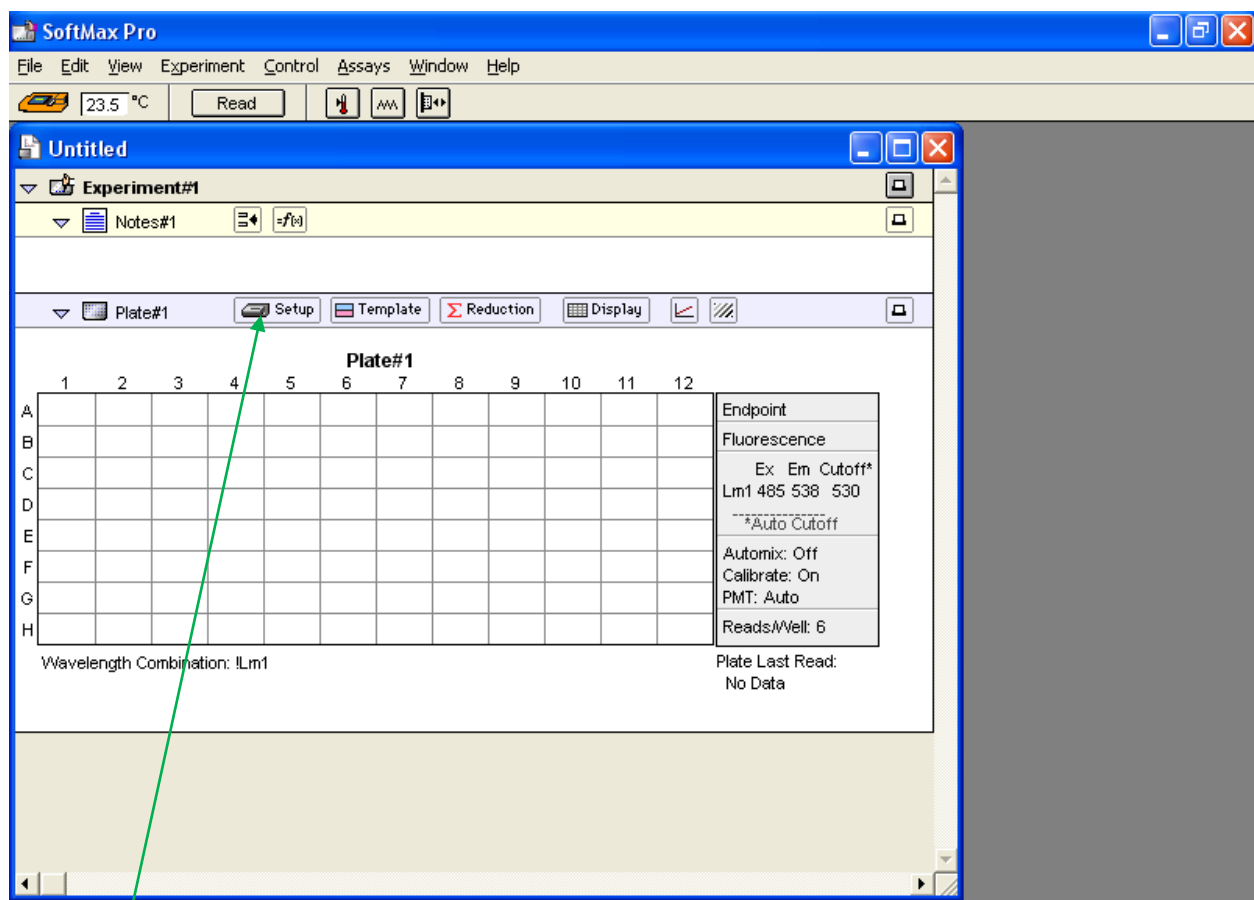 SoftMax Pro
File Edit View Experiment Control Assays Window Help
23.5 °C Read
Untitled
Experiment#1
Notes#1 =f(x)
Plate#1 Setup Template Reduction Display
Plate#1
1 2 3 4 5 6 7 8 9 10 11 12
A
B
C
D
E
F
G
H
Endpoint
Fluorescence
Ex Em Cutoff*
Lm1 485 538 530
*Auto Cutoff
Automix: Off
Calibrate: On
PMT: Auto
Reads/Well: 6
Wavelength Combination: !Lm1
Plate Last Read:
No Data